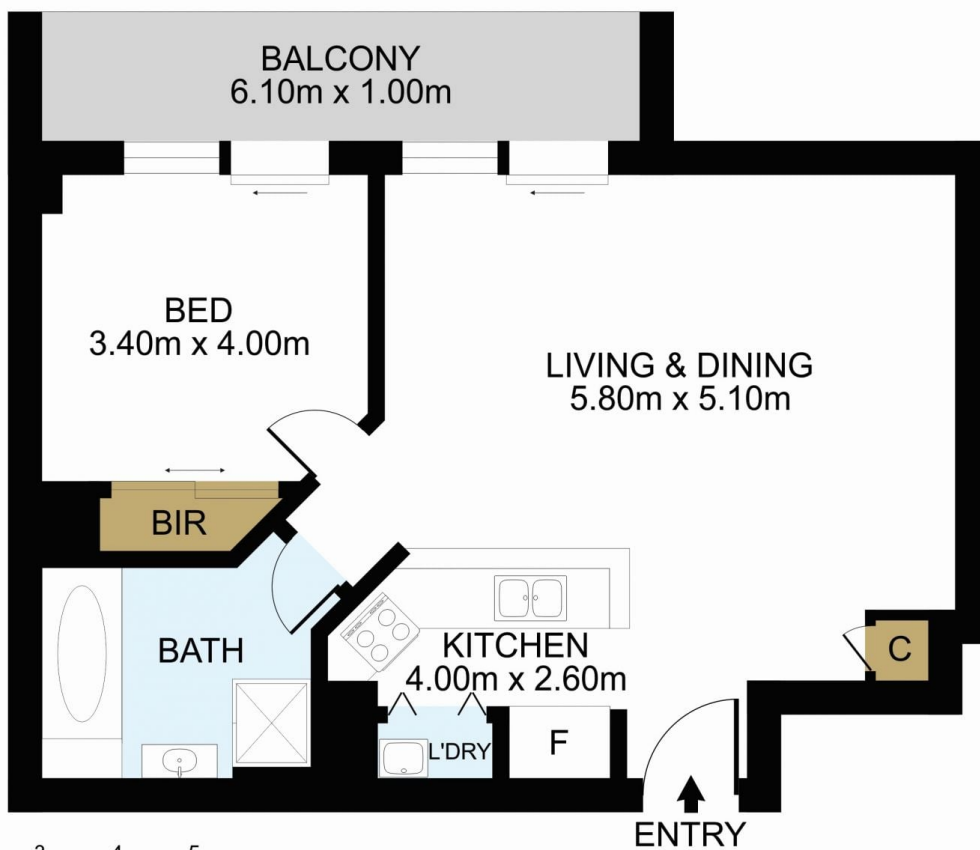 BALCONY
6.10m x 1.00m
BED
3.40m x 4.00m
LIVING & DINING
5.80m x 5.10m
BIR
BATH
KITCHEN
4.00m x 2.60m
C
L'DRY
F
ENTRY
3 4 5